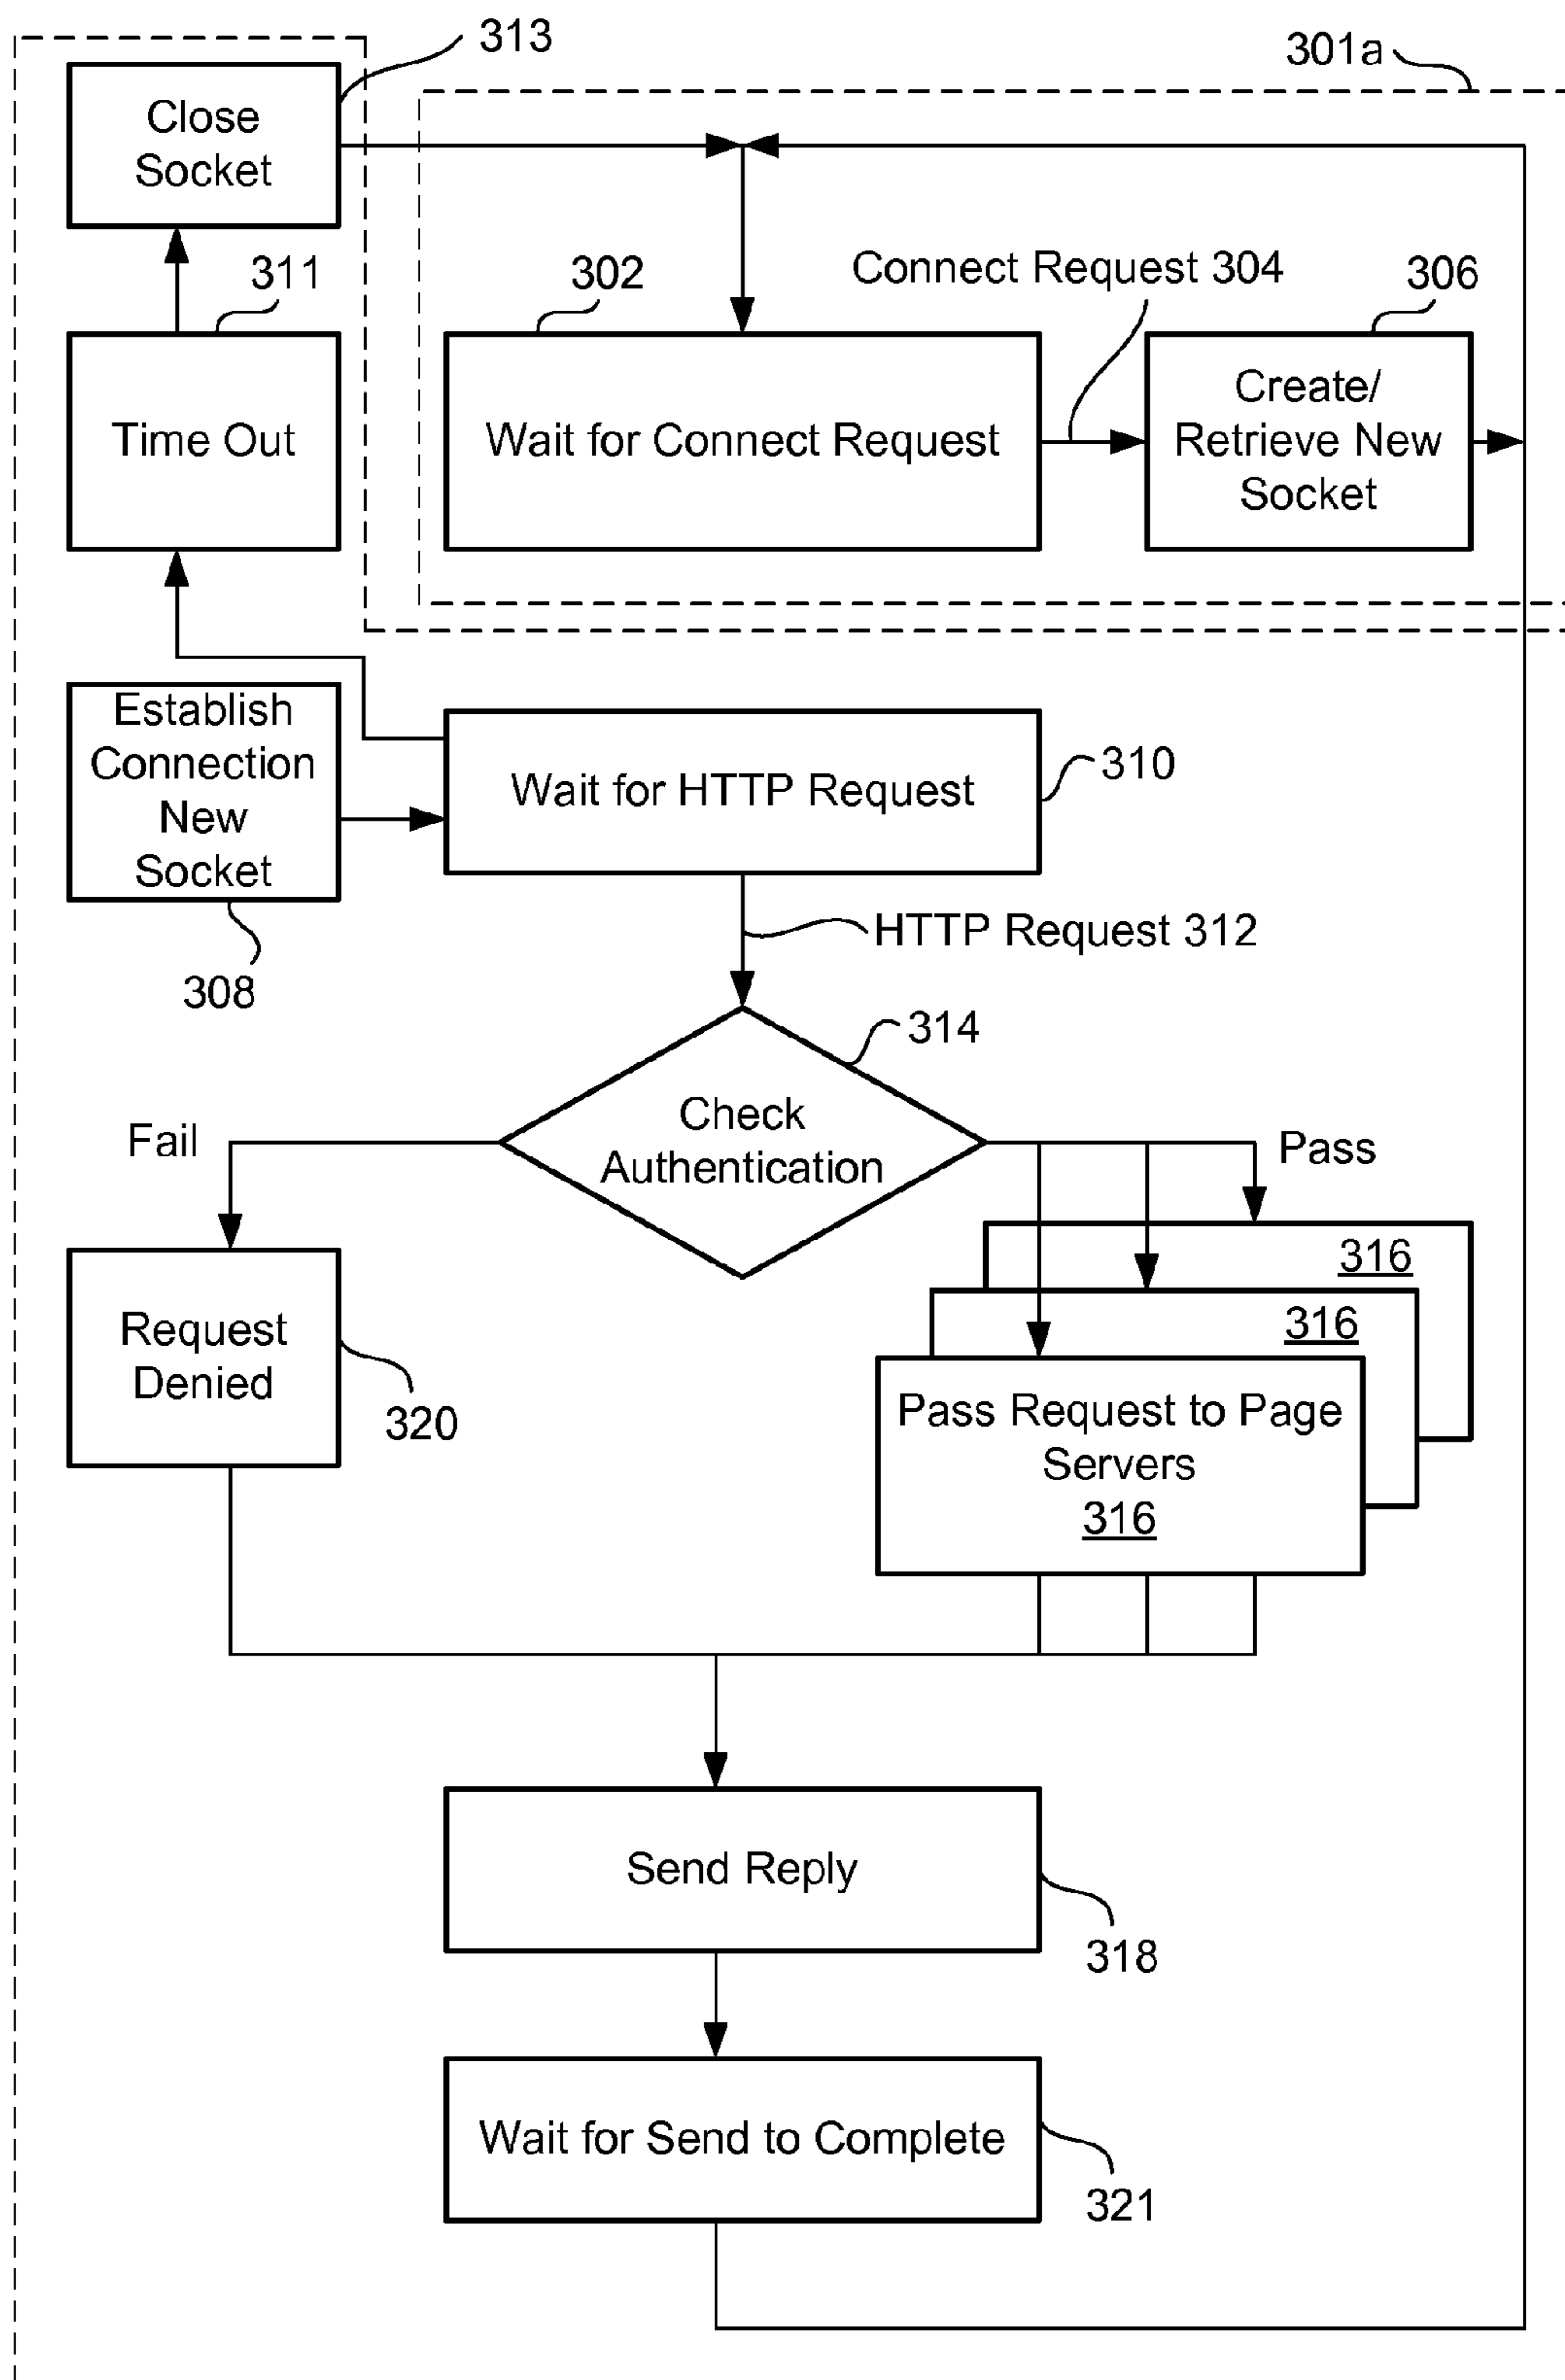 313
301a
Close
Socket
311
302
Connect Request 304
306
Time Out
Wait for Connect Request
Create/
Retrieve New
Socket
Establish
Connection
New
Socket
Wait for HTTP Request
310
308
HTTP Request 312
314
Check
Authentication
Fail
Pass
316
316
Pass Request to Page
Servers
316
Request
Denied
320
Send Reply
318
Wait for Send to Complete
321